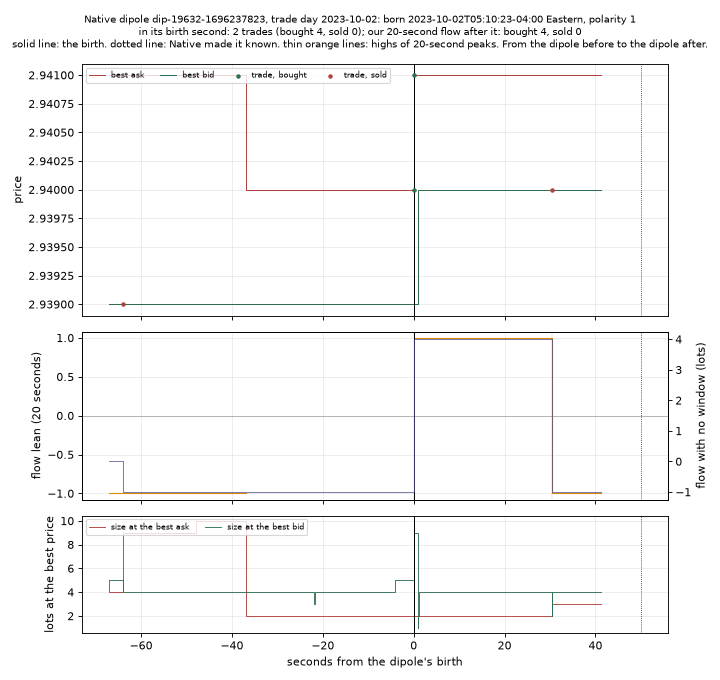 Native dipole dip-19632-1696237823, trade day 2023-10-02: born 2023-10-02T05:10:23-04:00 Eastern, polarity 1
in its birth second: 2 trades (bought 4, sold 0); our 20-second flow after it: bought 4, sold 0
solid line: the birth. dotted line: Native made it known. thin orange lines: highs of 20-second peaks. From the dipole before to the dipole after.
best ask best bid trade, bought trade, sold
2.94100
2.94075
2.94050
2.94025
2.94000
2.93975
2.93950
2.93925
2.93900
price
1.0
0.5
0.0
−0.5
−1.0
flow lean (20 seconds)
4
3
2
1
0
−1
flow with no window (lots)
size at the best ask size at the best bid
10
8
6
4
2
lots at the best price
−60 −40 −20 0 20 40
seconds from the dipole's birth